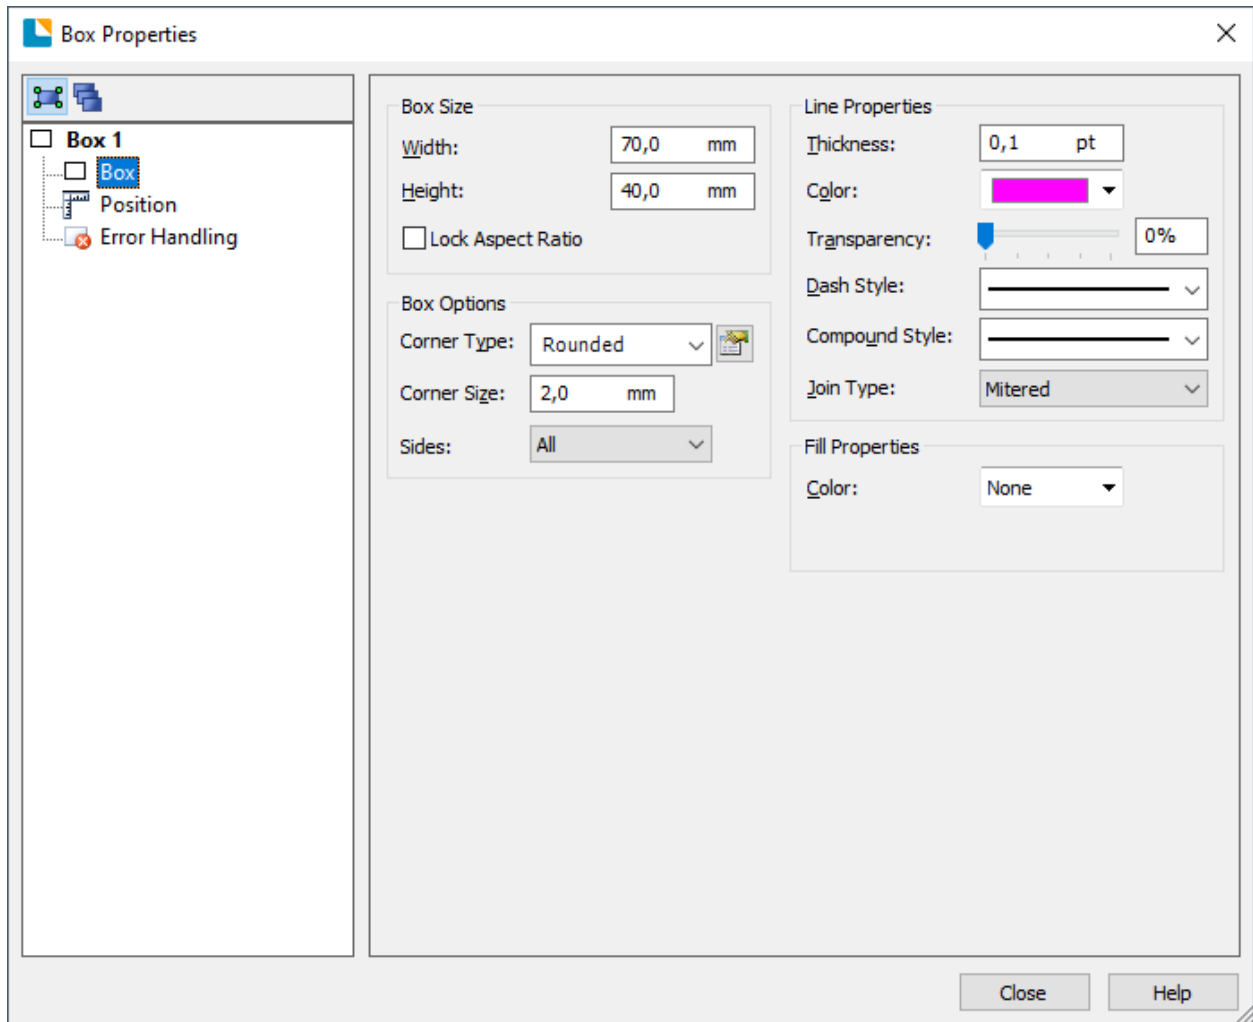 Box Properties
Box 1
Box
Position
Error Handling
Box Size
Width: 70,0 mm
Height: 40,0 mm
Lock Aspect Ratio
Box Options
Corner Type: Rounded
Corner Size: 2,0 mm
Sides: All
Line Properties
Thickness: 0,1 pt
Color:
Transparency: 0%
Dash Style:
Compound Style:
Join Type: Mitered
Fill Properties
Color: None
Close Help